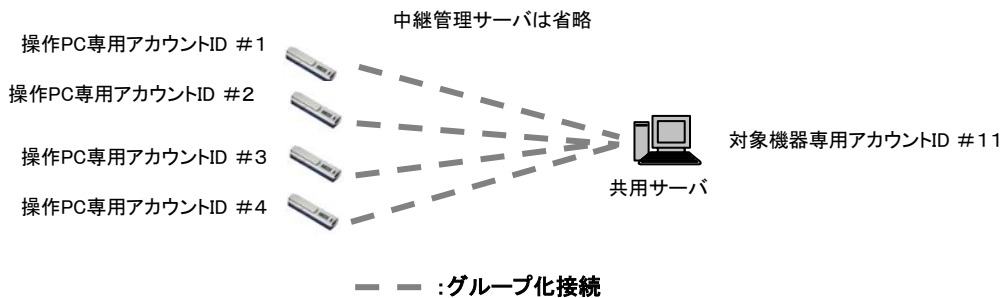 中継管理サーバは省略
操作PC専用アカウントID #1
操作PC専用アカウントID #2
操作PC専用アカウントID #3
操作PC専用アカウントID #4
対象機器専用アカウントID #11
共用サーバ
:グループ化接続